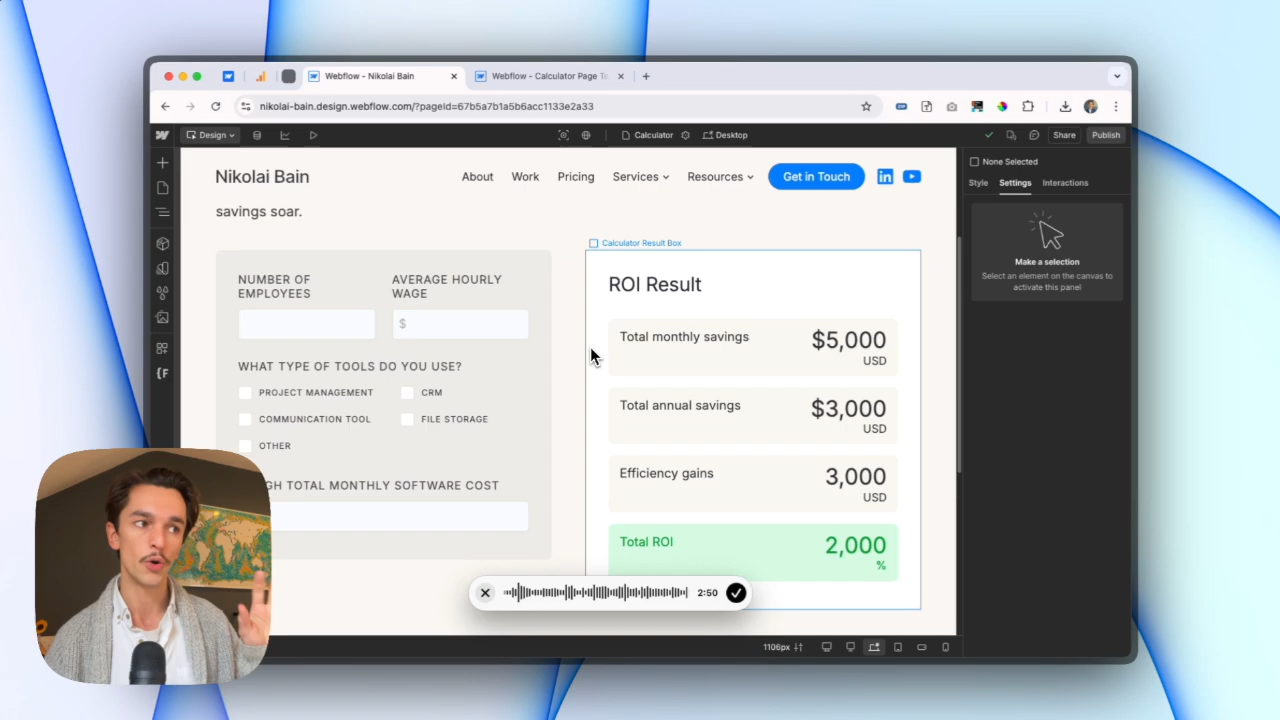 Webflow - Nikolai Bain
Webflow - Calculator Page Te
nikolai-bain.design.webflow.com/?pageId=67b5a7b1a5b6acc1133e2a33
Design
Calculator
Desktop
Share
Publish
Nikolai Bain
About
Work
Pricing
Services
Resources
Get in Touch
None Selected
Style
Settings
Interactions
Make a selection
Select an element on the canvas to
activate this panel
savings soar.
NUMBER OF
EMPLOYEES
AVERAGE HOURLY
WAGE
$
WHAT TYPE OF TOOLS DO YOU USE?
PROJECT MANAGEMENT
CRM
COMMUNICATION TOOL
FILE STORAGE
OTHER
GH TOTAL MONTHLY SOFTWARE COST
Calculator Result Box
ROI Result
Total monthly savings
$5,000
USD
Total annual savings
$3,000
USD
Efficiency gains
3,000
USD
Total ROI
2,000
%
2:50
1106px